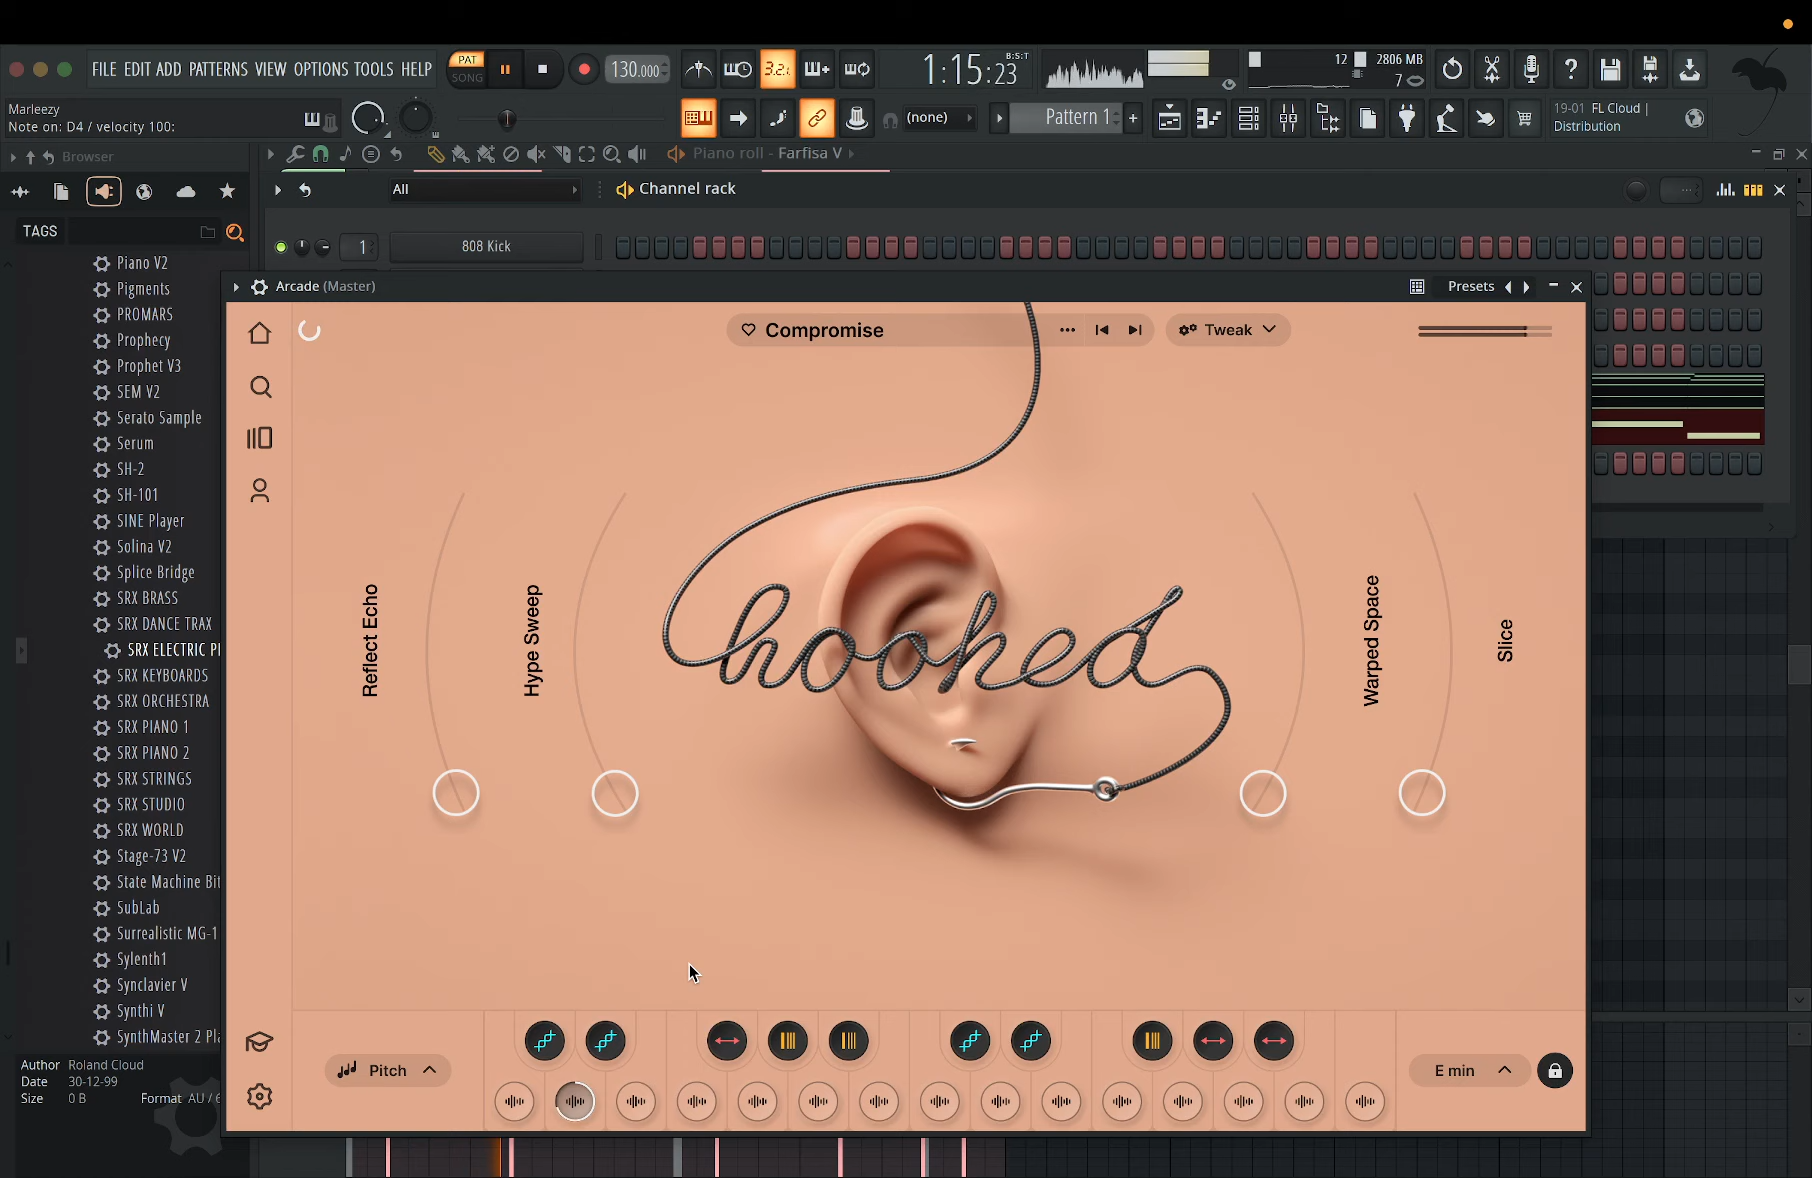 FILE EDIT ADD PATTERNS VIEW OPTIONS TOOLS HELP
PAT
SONG
130.000
3.2.
1:15:23
B:S:T
12
2806 MB
7
Marleezy
Note on: D4 / velocity 100:
(none)
Pattern 1
+
19-01 FL Cloud |
Distribution
Browser
Piano roll - Farfisa V
All
Channel rack
TAGS
1
808 Kick
Piano V2
Pigments
PROMARS
Prophecy
Prophet V3
SEM V2
Serato Sample
Serum
SH-2
SH-101
SINE Player
Solina V2
Splice Bridge
SRX BRASS
SRX DANCE TRAX
SRX ELECTRIC PI
SRX KEYBOARDS
SRX ORCHESTRA
SRX PIANO 1
SRX PIANO 2
SRX STRINGS
SRX STUDIO
SRX WORLD
Stage-73 V2
State Machine Bit
SubLab
Surrealistic MG-1
Sylenth1
Synclavier V
Synthi V
SynthMaster 2 Pla
Author Roland Cloud
Date 30-12-99
Size 0 B Format AU / 6
Arcade (Master)
Presets
Compromise
Tweak
Reflect Echo
Hype Sweep
hooked
Warped Space
Slice
Pitch
E min